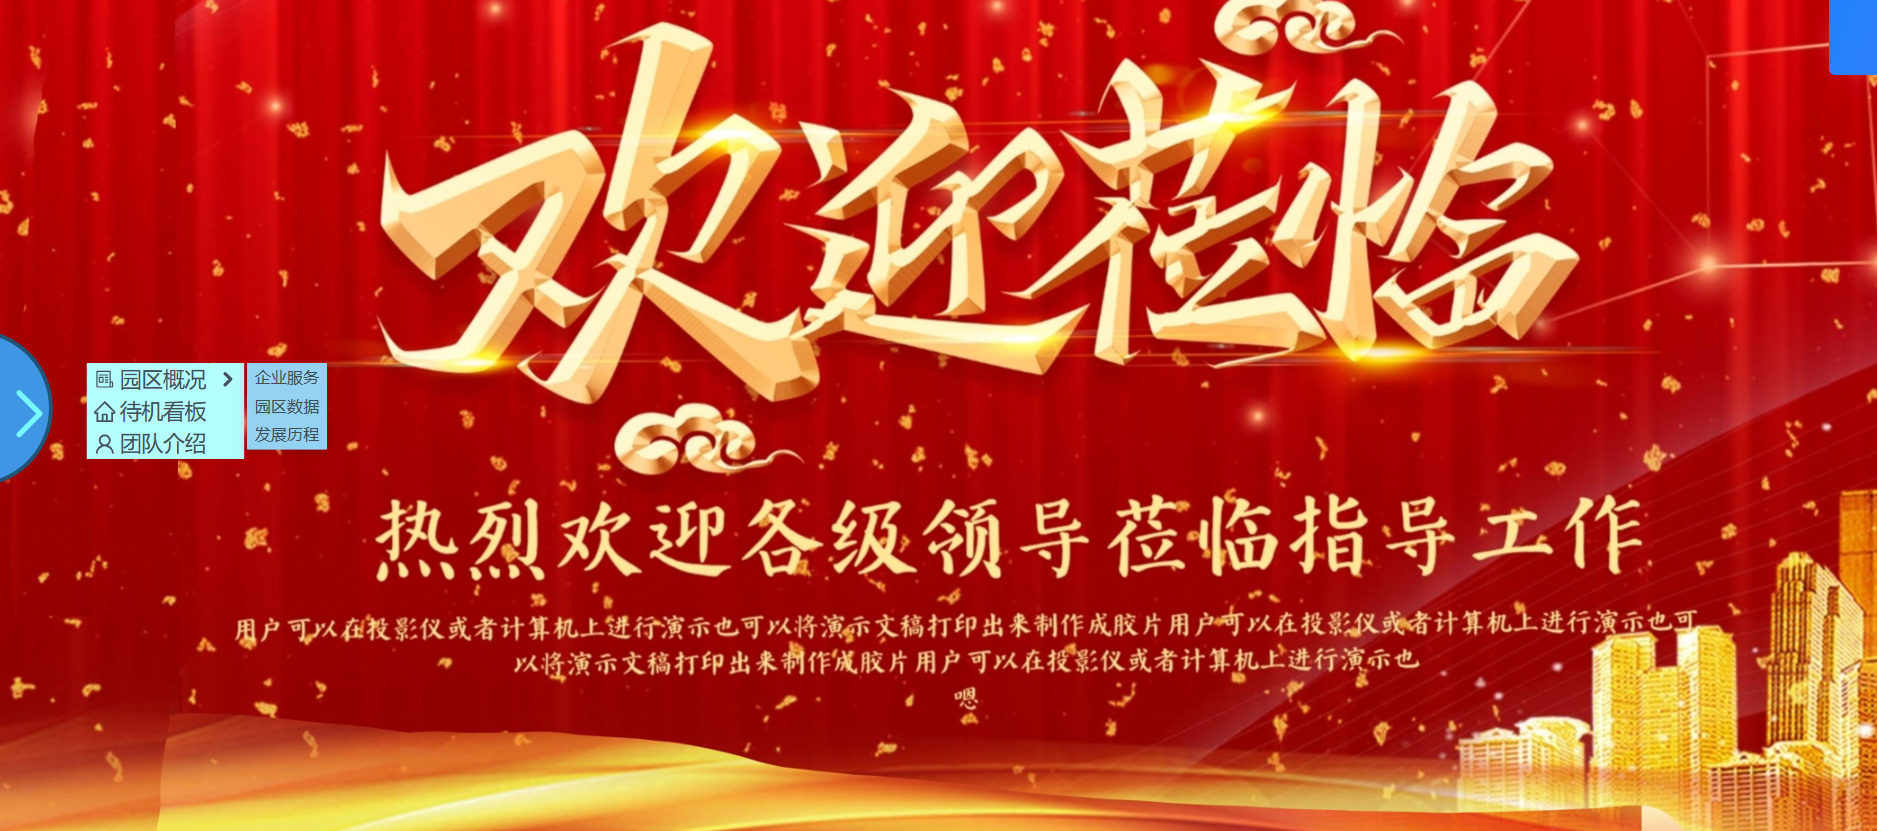 欢迎莅临
园区概况
待机看板
团队介绍
企业服务
园区数据
发展历程
热烈欢迎各级领导莅临指导工作
用户可以在投影仪或者计算机上进行演示也可以将演示文稿打印出来制作成胶片用户可以在投影仪或者计算机上进行演示也可
以将演示文稿打印出来制作成胶片用户可以在投影仪或者计算机上进行演示也
嗯